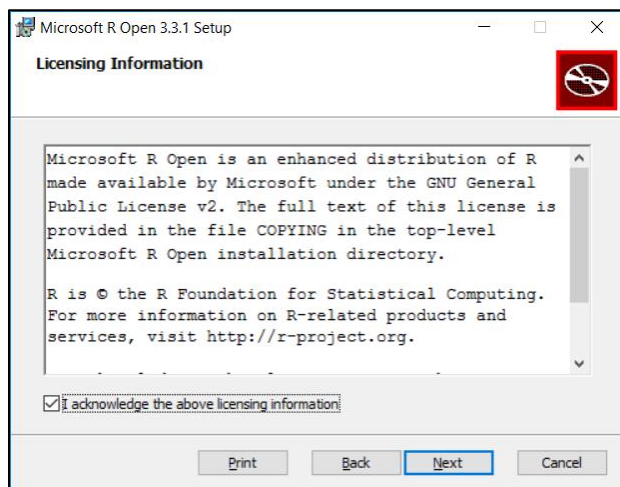 Microsoft R Open 3.3.1 Setup
Licensing Information
Microsoft R Open is an enhanced distribution of R
made available by Microsoft under the GNU General
Public License v2. The full text of this license is
provided in the file COPYING in the top-level
Microsoft R Open installation directory.
R is © the R Foundation for Statistical Computing.
For more information on R-related products and
services, visit http://r-project.org.
I acknowledge the above licensing information
Print Back Next Cancel